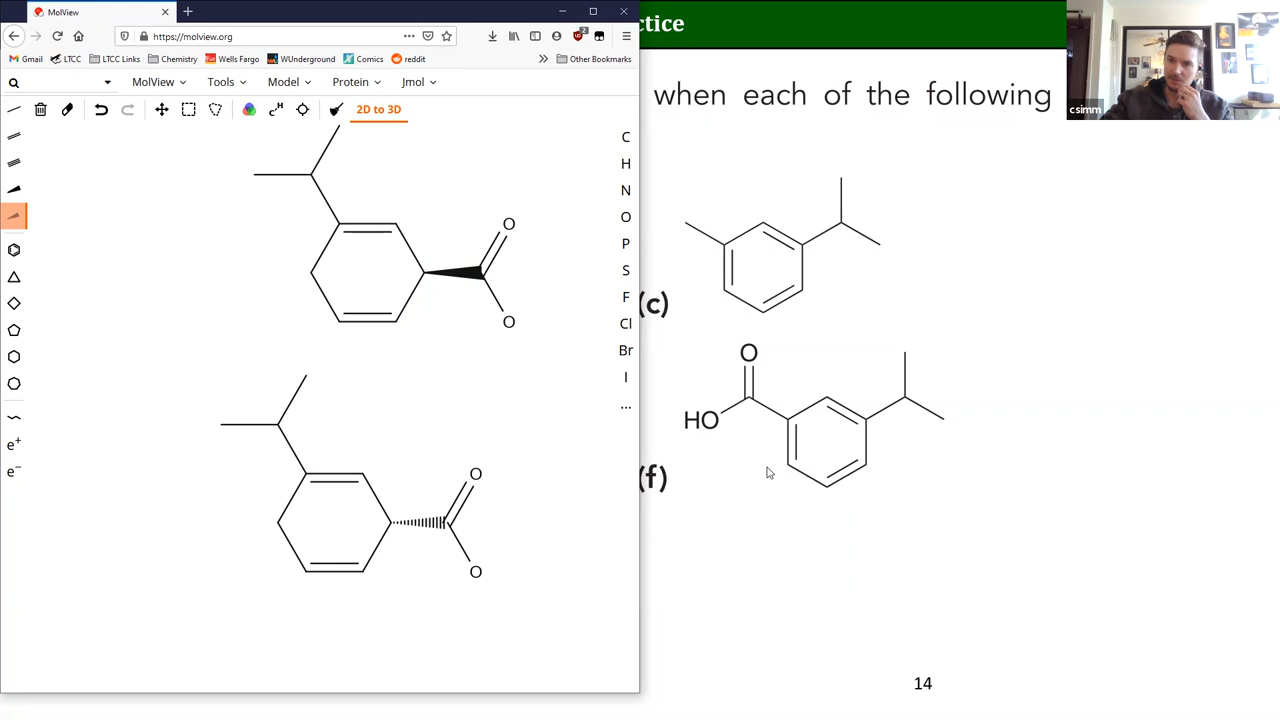 MolView
ctice
https://molview.org
2
Gmail LTCC LTCC Links Chemistry Wells Fargo WUnderground Comics reddit Other Bookmarks
MolView Tools Model Protein Jmol
2D to 3D
when each of the following
csimm
C
H
N
O
P
S
F
Cl
Br
I
...
e+
e−
O
O
O
O
(c)
O
HO
(f)
14